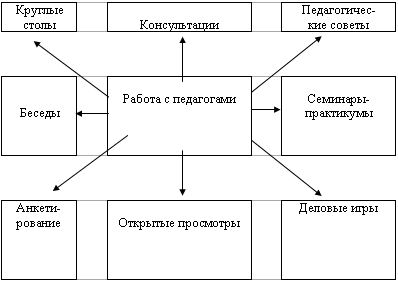 Круглые
столы
Консультации
Педагогичес-
кие советы
Беседы
Работа с педагогами
Семинары-
практикумы
Анкети-
рование
Открытые просмотры
Деловые игры